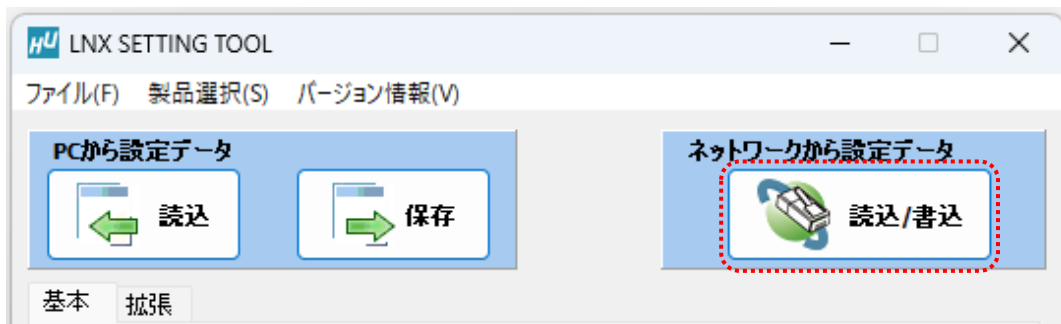 HU LNX SETTING TOOL
ファイル(F) 製品選択(S) バージョン情報(V)
PCから設定データ
読込
保存
ネットワークから設定データ
読込/書込
基本
拡張